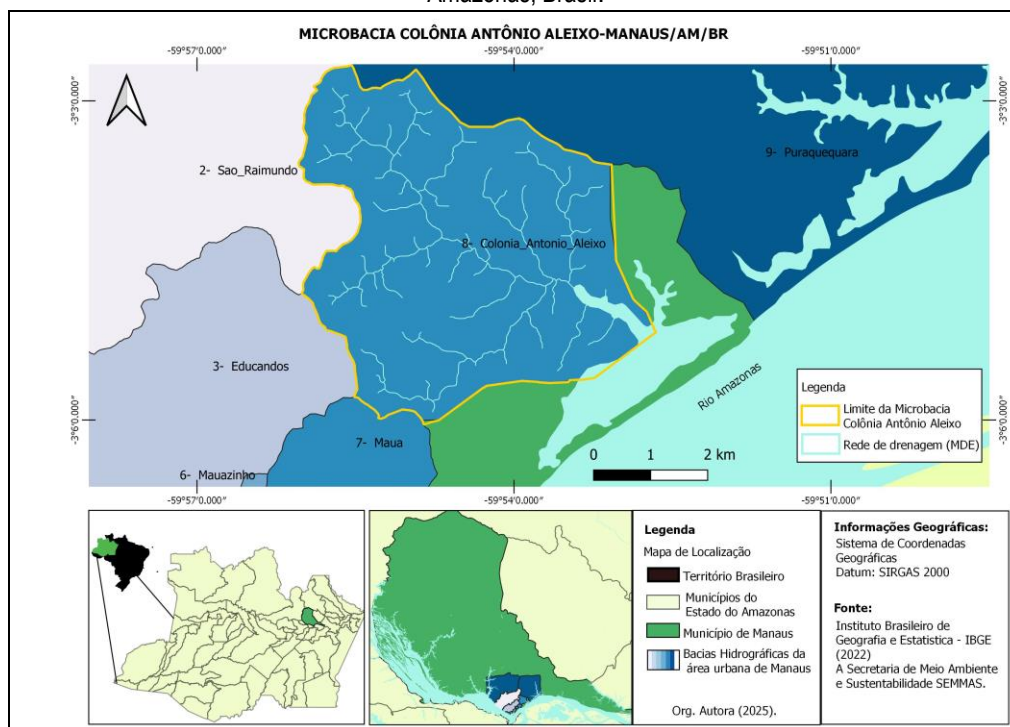 Amazonas, Brasil.
MICROBACIA COLÔNIA ANTÔNIO ALEIXO-MANAUS/AM/BR
-59°57'0.000"
-59°54'0.000"
-59°51'0.000"
-3°3'0.000"
-3°3'0.000"
9- Puraquequara
2- Sao_Raimundo
8- Colonia_Antonio_Aleixo
3- Educandos
Rio Amazonas
Legenda
Limite da Microbacia
Colônia Antônio Aleixo
Rede de drenagem (MDE)
-3°6'0.000"
-3°6'0.000"
7- Maua
0 1 2 km
6- Mauazinho
-59°57'0.000"
-59°54'0.000"
-59°51'0.000"
Legenda
Mapa de Localização
Território Brasileiro
Municípios do
Estado do Amazonas
Município de Manaus
Bacias Hidrográficas da
área urbana de Manaus
Org. Autora (2025).
Informações Geográficas:
Sistema de Coordenadas
Geográficas
Datum: SIRGAS 2000
Fonte:
Instituto Brasileiro de
Geografia e Estatistica - IBGE
(2022)
A Secretaria de Meio Ambiente
e Sustentabilidade SEMMAS.